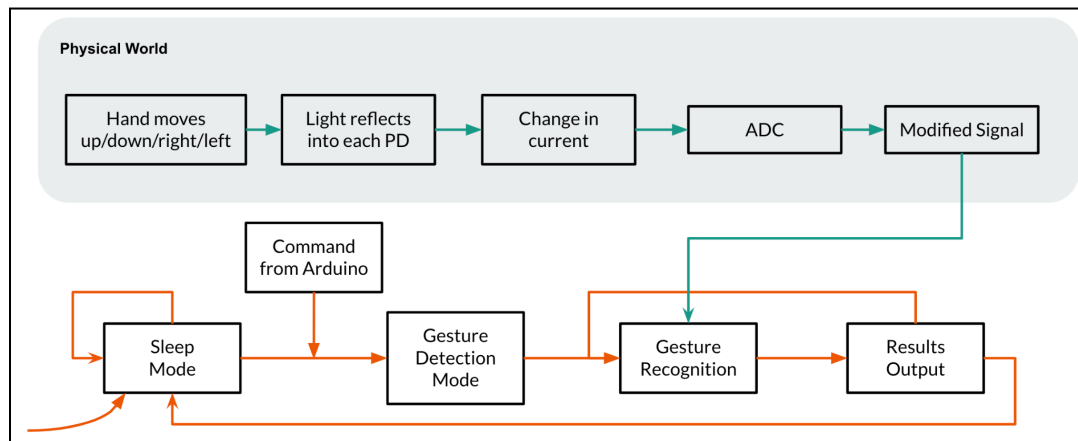 Physical World
Hand moves
up/down/right/left
Light reflects
into each PD
Change in
current
ADC
Modified Signal
Command
from Arduino
Sleep
Mode
Gesture
Detection
Mode
Gesture
Recognition
Results
Output